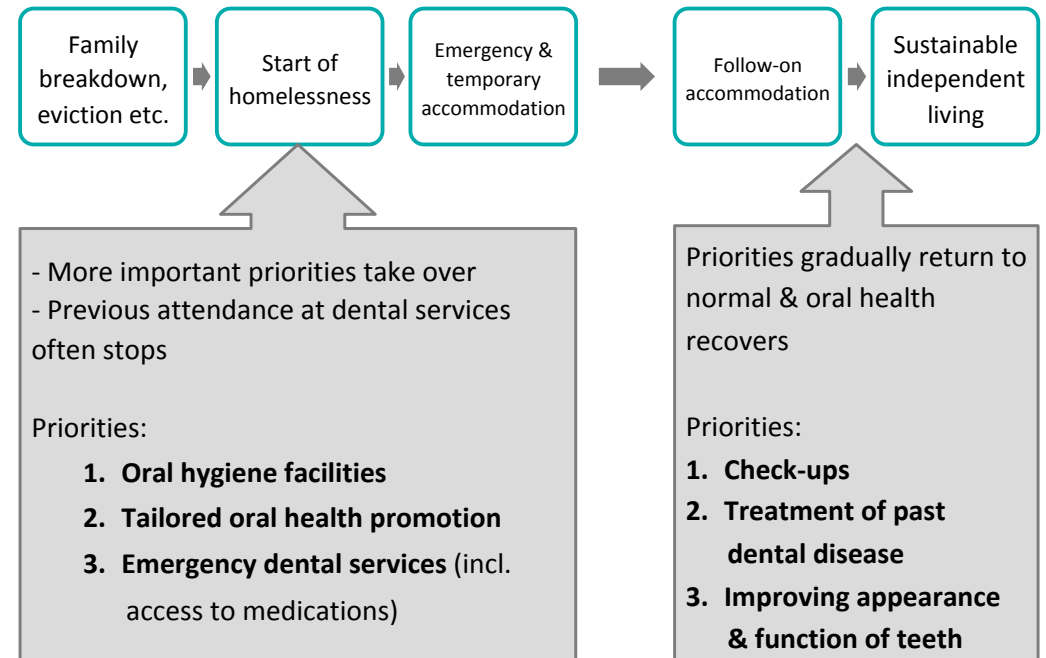 Family
breakdown,
eviction etc.
Start of
homelessness
Emergency &
temporary
accommodation
Follow-on
accommodation
Sustainable
independent
living
- More important priorities take over
- Previous attendance at dental services
often stops
Priorities:
1. Oral hygiene facilities
2. Tailored oral health promotion
3. Emergency dental services (incl.
access to medications)
Priorities gradually return to
normal & oral health
recovers
Priorities:
1. Check-ups
2. Treatment of past
dental disease
3. Improving appearance
& function of teeth